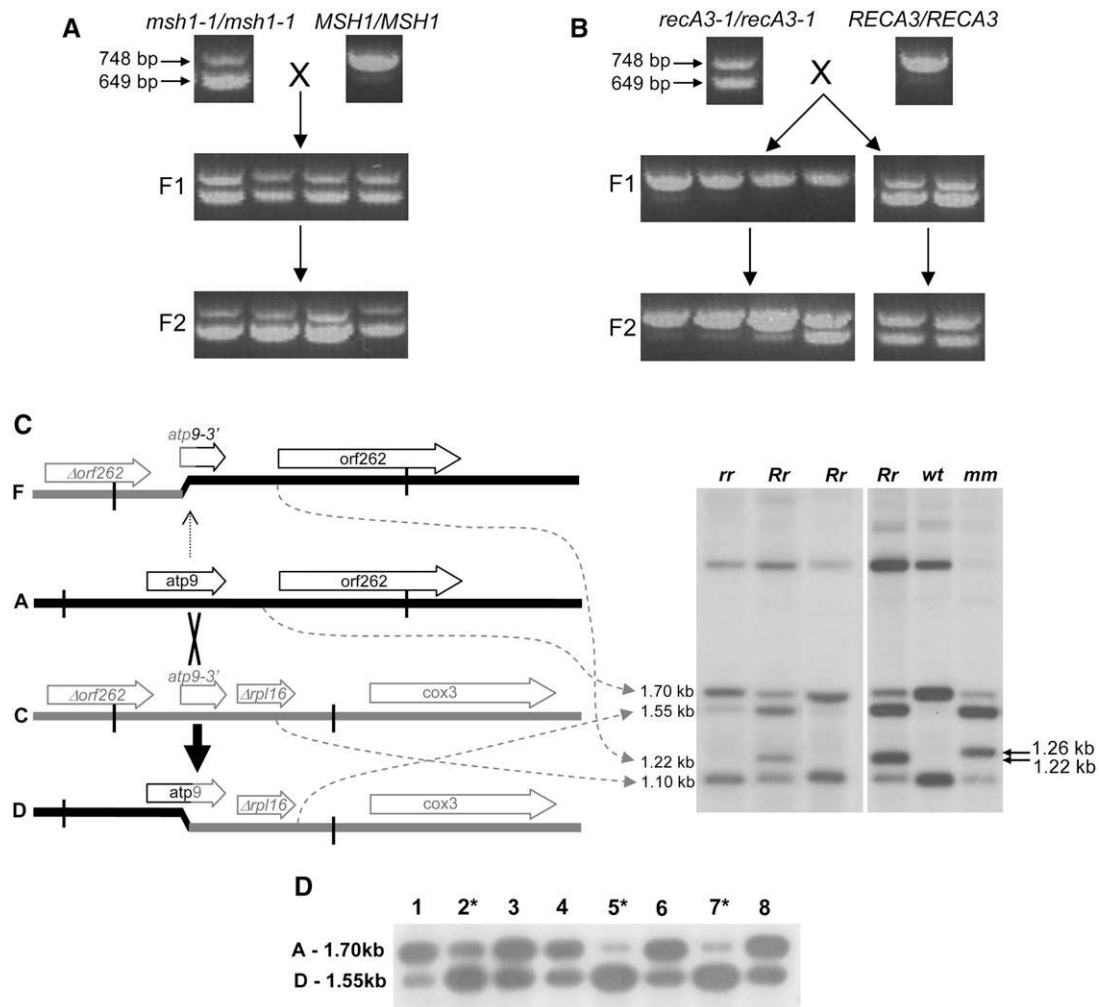 A
msh1-1/msh1-1 MSH1/MSH1
748 bp
649 bp
X
F1
F2
B
recA3-1/recA3-1 RECA3/RECA3
748 bp
649 bp
X
F1
F2
C
atp9-3'
Δorf262
orf262
F
atp9
orf262
A
atp9-3'
Δorf262
Δrpl16
cox3
C
atp9
Δrpl16
cox3
D
rr Rr Rr Rr wt mm
1.70 kb
1.55 kb
1.22 kb
1.10 kb
1.26 kb
1.22 kb
D
1 2* 3 4 5* 6 7* 8
A - 1.70kb
D - 1.55kb